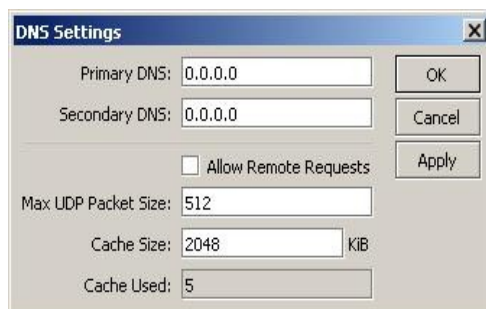 DNS Settings
Primary DNS: 0.0.0.0
OK
Secondary DNS: 0.0.0.0
Cancel
Allow Remote Requests
Apply
Max UDP Packet Size: 512
Cache Size: 2048 KiB
Cache Used: 5